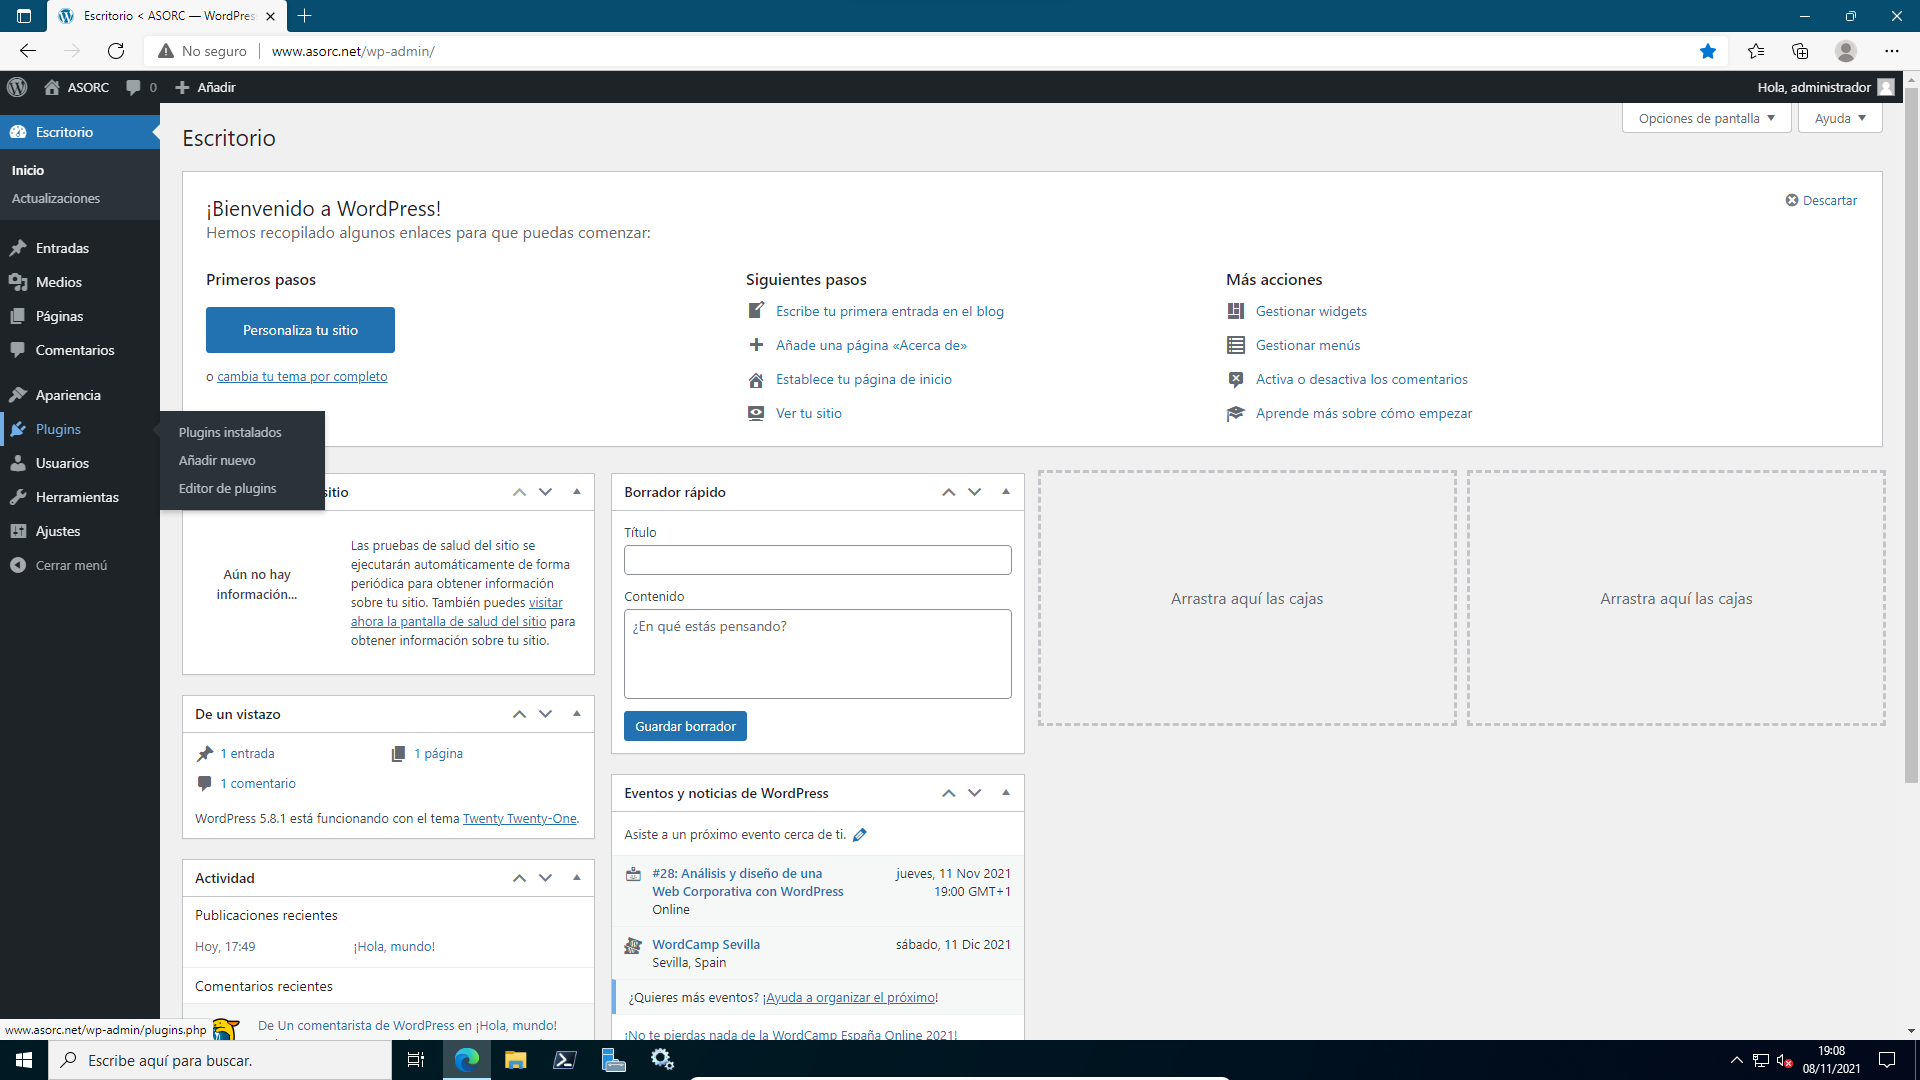 Escritorio < ASORC — WordPres
No seguro
www.asorc.net/wp-admin/
ASORC
0
Añadir
Hola, administrador
Escritorio
Inicio
Actualizaciones
Entradas
Medios
Páginas
Comentarios
Apariencia
Plugins
Usuarios
Herramientas
Ajustes
Cerrar menú
Plugins instalados
Añadir nuevo
Editor de plugins
Opciones de pantalla
Ayuda
Escritorio
¡Bienvenido a WordPress!
Descartar
Hemos recopilado algunos enlaces para que puedas comenzar:
Primeros pasos
Personaliza tu sitio
o cambia tu tema por completo
Siguientes pasos
Escribe tu primera entrada en el blog
Añade una página «Acerca de»
Establece tu página de inicio
Ver tu sitio
Más acciones
Gestionar widgets
Gestionar menús
Activa o desactiva los comentarios
Aprende más sobre cómo empezar
sitio
Aún no hay
información...
Las pruebas de salud del sitio se
ejecutarán automáticamente de forma
periódica para obtener información
sobre tu sitio. También puedes visitar
ahora la pantalla de salud del sitio para
obtener información sobre tu sitio.
De un vistazo
1 entrada
1 página
1 comentario
WordPress 5.8.1 está funcionando con el tema Twenty Twenty-One.
Actividad
Publicaciones recientes
Hoy, 17:49
¡Hola, mundo!
Comentarios recientes
De Un comentarista de WordPress en ¡Hola, mundo!
Borrador rápido
Título
Contenido
¿En qué estás pensando?
Guardar borrador
Eventos y noticias de WordPress
Asiste a un próximo evento cerca de ti.
#28: Análisis y diseño de una
Web Corporativa con WordPress
Online
jueves, 11 Nov 2021
19:00 GMT+1
WordCamp Sevilla
Sevilla, Spain
sábado, 11 Dic 2021
¿Quieres más eventos? ¡Ayuda a organizar el próximo!
¡No te pierdas nada de la WordCamp España Online 2021!
Arrastra aquí las cajas
Arrastra aquí las cajas
www.asorc.net/wp-admin/plugins.php
Escribe aquí para buscar.
19:08
08/11/2021